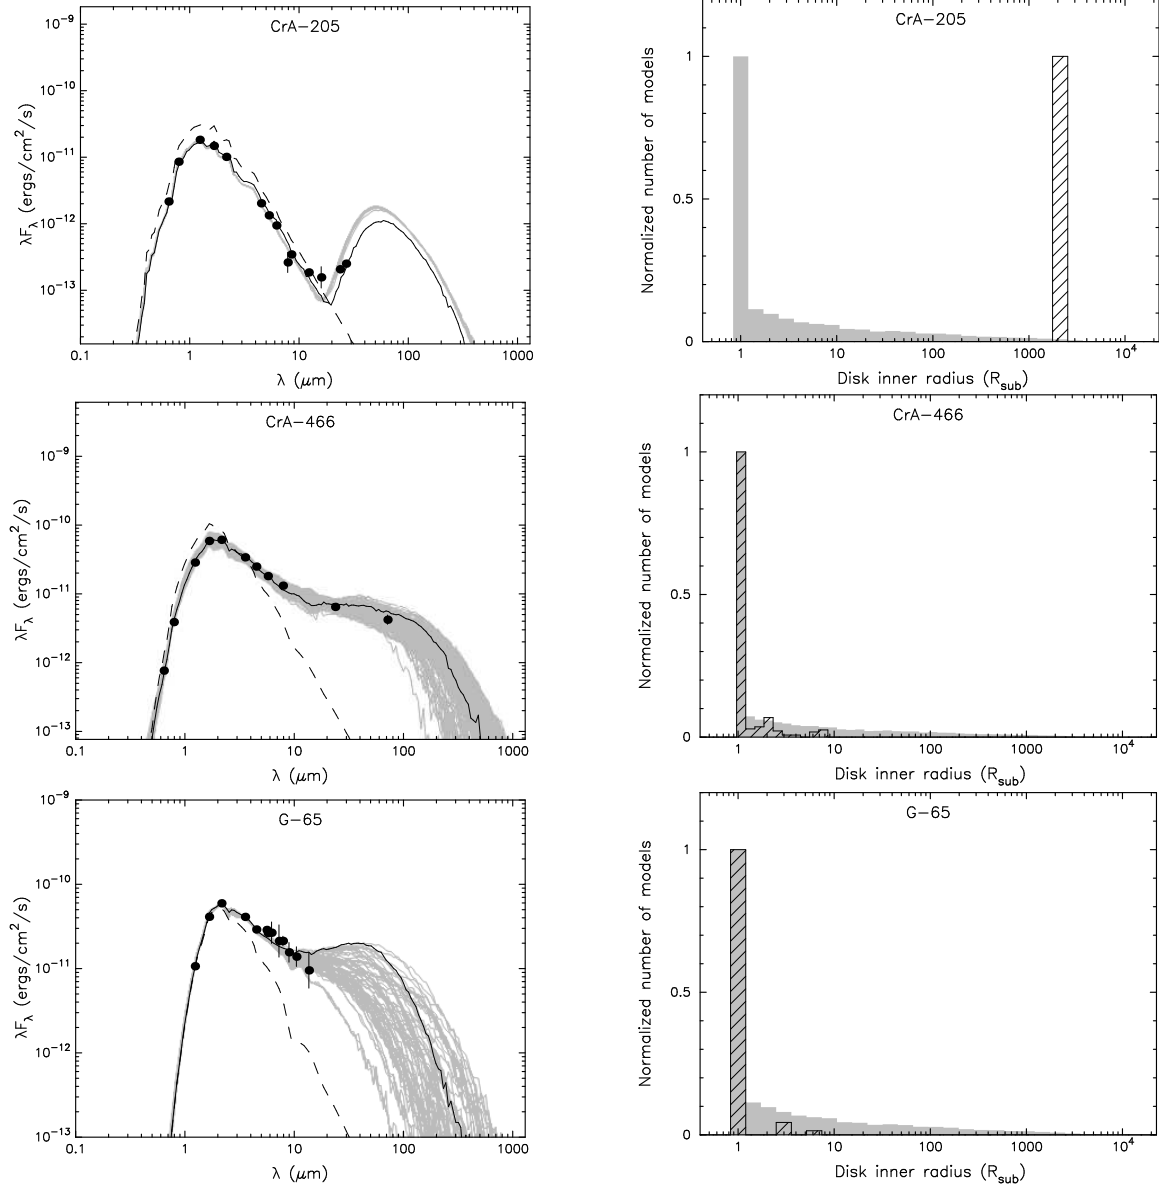 CrA-205
10⁻⁹
10⁻¹⁰
10⁻¹¹
10⁻¹²
10⁻¹³
λF_λ (ergs/cm²/s)
0.1 1 10 100 1000
λ (μm)
CrA-205
1
0.5
0
Normalized number of models
1 10 100 1000 10⁴
Disk inner radius (R_sub)
CrA-466
10⁻⁹
10⁻¹⁰
10⁻¹¹
10⁻¹²
10⁻¹³
λF_λ (ergs/cm²/s)
0.1 1 10 100 1000
λ (μm)
CrA-466
1
0.5
0
Normalized number of models
1 10 100 1000 10⁴
Disk inner radius (R_sub)
G-65
10⁻⁹
10⁻¹⁰
10⁻¹¹
10⁻¹²
10⁻¹³
λF_λ (ergs/cm²/s)
0.1 1 10 100 1000
λ (μm)
G-65
1
0.5
0
Normalized number of models
1 10 100 1000 10⁴
Disk inner radius (R_sub)